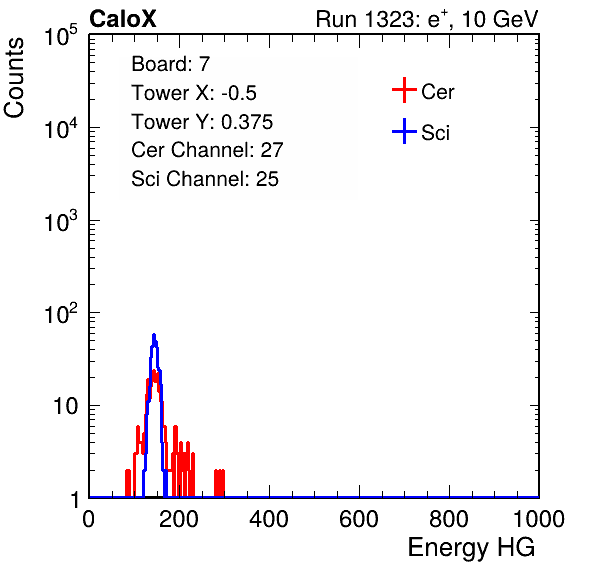 CaloX Run 1323: e⁺, 10 GeV
Counts
Board: 7
Tower X: -0.5
Tower Y: 0.375
Cer Channel: 27
Sci Channel: 25
Cer
Sci
10⁵
10⁴
10³
10²
10
1
0 200 400 600 800 1000
Energy HG